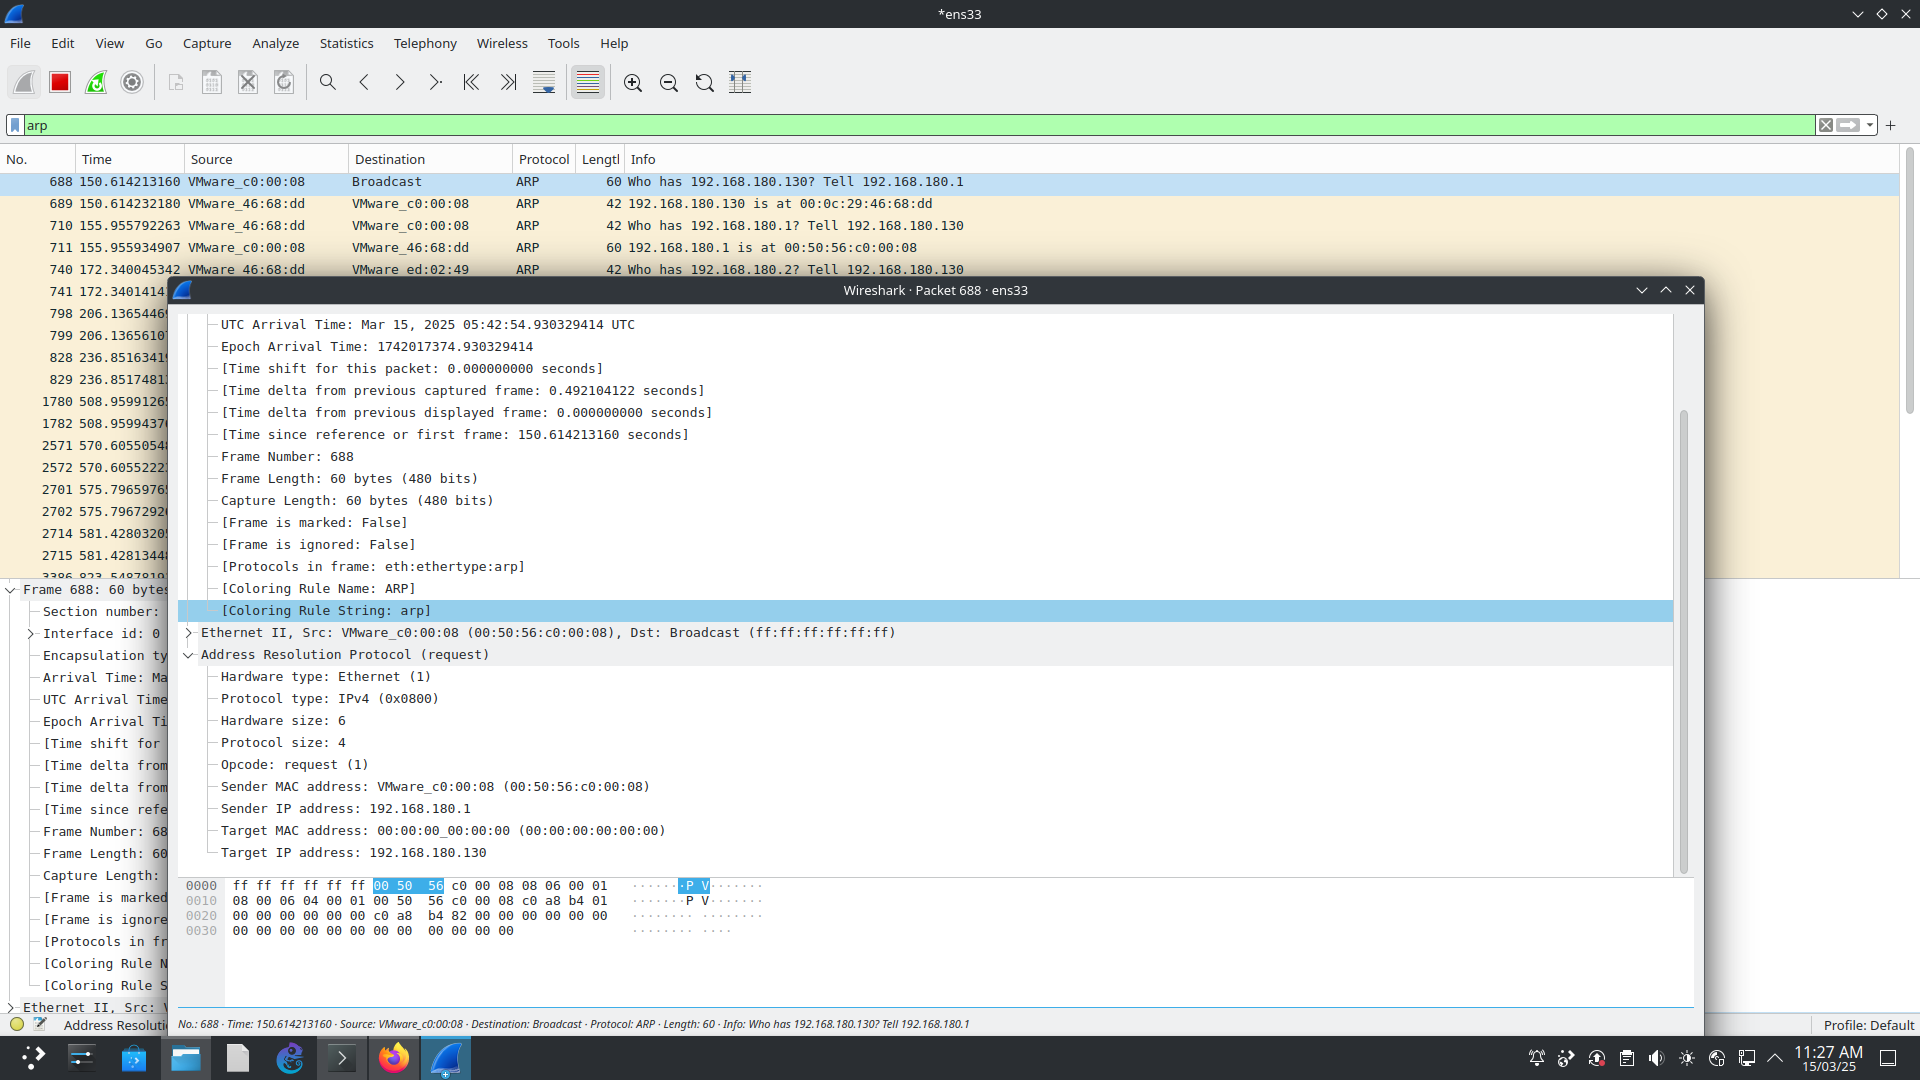 *ens33
File Edit View Go Capture Analyze Statistics Telephony Wireless Tools Help
arp
No. Time Source Destination Protocol Lengtl Info
688 150.614213160 VMware_c0:00:08 Broadcast ARP 60 Who has 192.168.180.130? Tell 192.168.180.1
689 150.614232180 VMware_46:68:dd VMware_c0:00:08 ARP 42 192.168.180.130 is at 00:0c:29:46:68:dd
710 155.955792263 VMware_46:68:dd VMware_c0:00:08 ARP 42 Who has 192.168.180.1? Tell 192.168.180.130
711 155.955934907 VMware_c0:00:08 VMware_46:68:dd ARP 60 192.168.180.1 is at 00:50:56:c0:00:08
740 172.340045342 VMware_46:68:dd VMware_ed:02:49 ARP 42 Who has 192.168.180.2? Tell 192.168.180.130
741 172.3401414
798 206.1365446
799 206.1365610
828 236.8516341
829 236.8517481
1780 508.9599126
1782 508.9599437
2571 570.6055054
2572 570.6055222
2701 575.7965976
2702 575.7967292
2714 581.4280320
2715 581.4281344
3386 823.5487819
Frame 688: 60 bytes
Section number:
Interface id: 0
Encapsulation ty
Arrival Time: Ma
UTC Arrival Time
Epoch Arrival Ti
[Time shift for
[Time delta from
[Time delta from
[Time since refe
Frame Number: 68
Frame Length: 60
Capture Length:
[Frame is marked
[Frame is ignore
[Protocols in fr
[Coloring Rule N
[Coloring Rule S
Ethernet II, Src: V
Address Resoluti
Wireshark · Packet 688 · ens33
UTC Arrival Time: Mar 15, 2025 05:42:54.930329414 UTC
Epoch Arrival Time: 1742017374.930329414
[Time shift for this packet: 0.000000000 seconds]
[Time delta from previous captured frame: 0.492104122 seconds]
[Time delta from previous displayed frame: 0.000000000 seconds]
[Time since reference or first frame: 150.614213160 seconds]
Frame Number: 688
Frame Length: 60 bytes (480 bits)
Capture Length: 60 bytes (480 bits)
[Frame is marked: False]
[Frame is ignored: False]
[Protocols in frame: eth:ethertype:arp]
[Coloring Rule Name: ARP]
[Coloring Rule String: arp]
Ethernet II, Src: VMware_c0:00:08 (00:50:56:c0:00:08), Dst: Broadcast (ff:ff:ff:ff:ff:ff)
Address Resolution Protocol (request)
Hardware type: Ethernet (1)
Protocol type: IPv4 (0x0800)
Hardware size: 6
Protocol size: 4
Opcode: request (1)
Sender MAC address: VMware_c0:00:08 (00:50:56:c0:00:08)
Sender IP address: 192.168.180.1
Target MAC address: 00:00:00_00:00:00 (00:00:00:00:00:00)
Target IP address: 192.168.180.130
0000 ff ff ff ff ff ff 00 50 56 c0 00 08 08 06 00 01 ·······P V·······
0010 08 00 06 04 00 01 00 50 56 c0 00 08 c0 a8 b4 01 ·······P V·······
0020 00 00 00 00 00 00 c0 a8 b4 82 00 00 00 00 00 00 ········ ········
0030 00 00 00 00 00 00 00 00 00 00 00 00 ········ ····
No.: 688 · Time: 150.614213160 · Source: VMware_c0:00:08 · Destination: Broadcast · Protocol: ARP · Length: 60 · Info: Who has 192.168.180.130? Tell 192.168.180.1
Profile: Default
11:27 AM
15/03/25